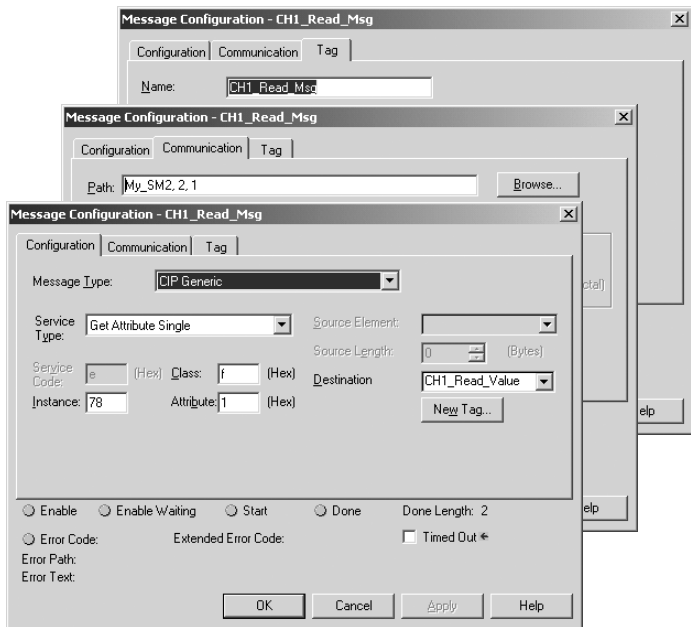 Message Configuration - CH1_Read_Msg
Configuration Communication Tag
Name: CH1_Read_Msg
Message Configuration - CH1_Read_Msg
Configuration Communication Tag
Path: My_SM2, 2, 1 Browse...
ctal)
elp
elp
Message Configuration - CH1_Read_Msg
Configuration Communication Tag
Message Type: CIP Generic
Service Type: Get Attribute Single Source Element:
Source Length: 0 (Bytes)
Service Code: e (Hex) Class: f (Hex) Destination CH1_Read_Value
Instance: 78 Attribute: 1 (Hex) New Tag...
Enable Enable Waiting Start Done Done Length: 2
Error Code: Extended Error Code: Timed Out
Error Path:
Error Text:
OK Cancel Apply Help